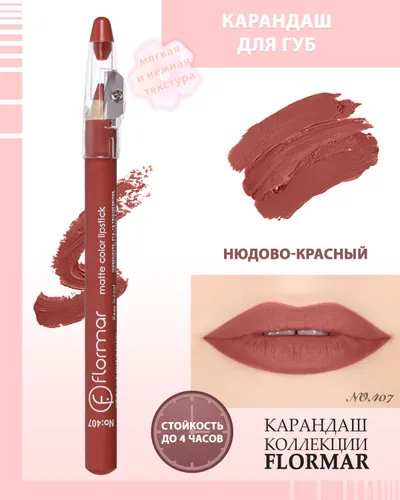 КАРАНДАШ
ДЛЯ ГУБ
мягкая
и нежная
текстура
flormar
matte color lipstick
No:407
НЮДОВО-КРАСНЫЙ
NO.407
СТОЙКОСТЬ
ДО 4 ЧАСОВ
КАРАНДАШ
КОЛЛЕКЦИИ
FLORMAR